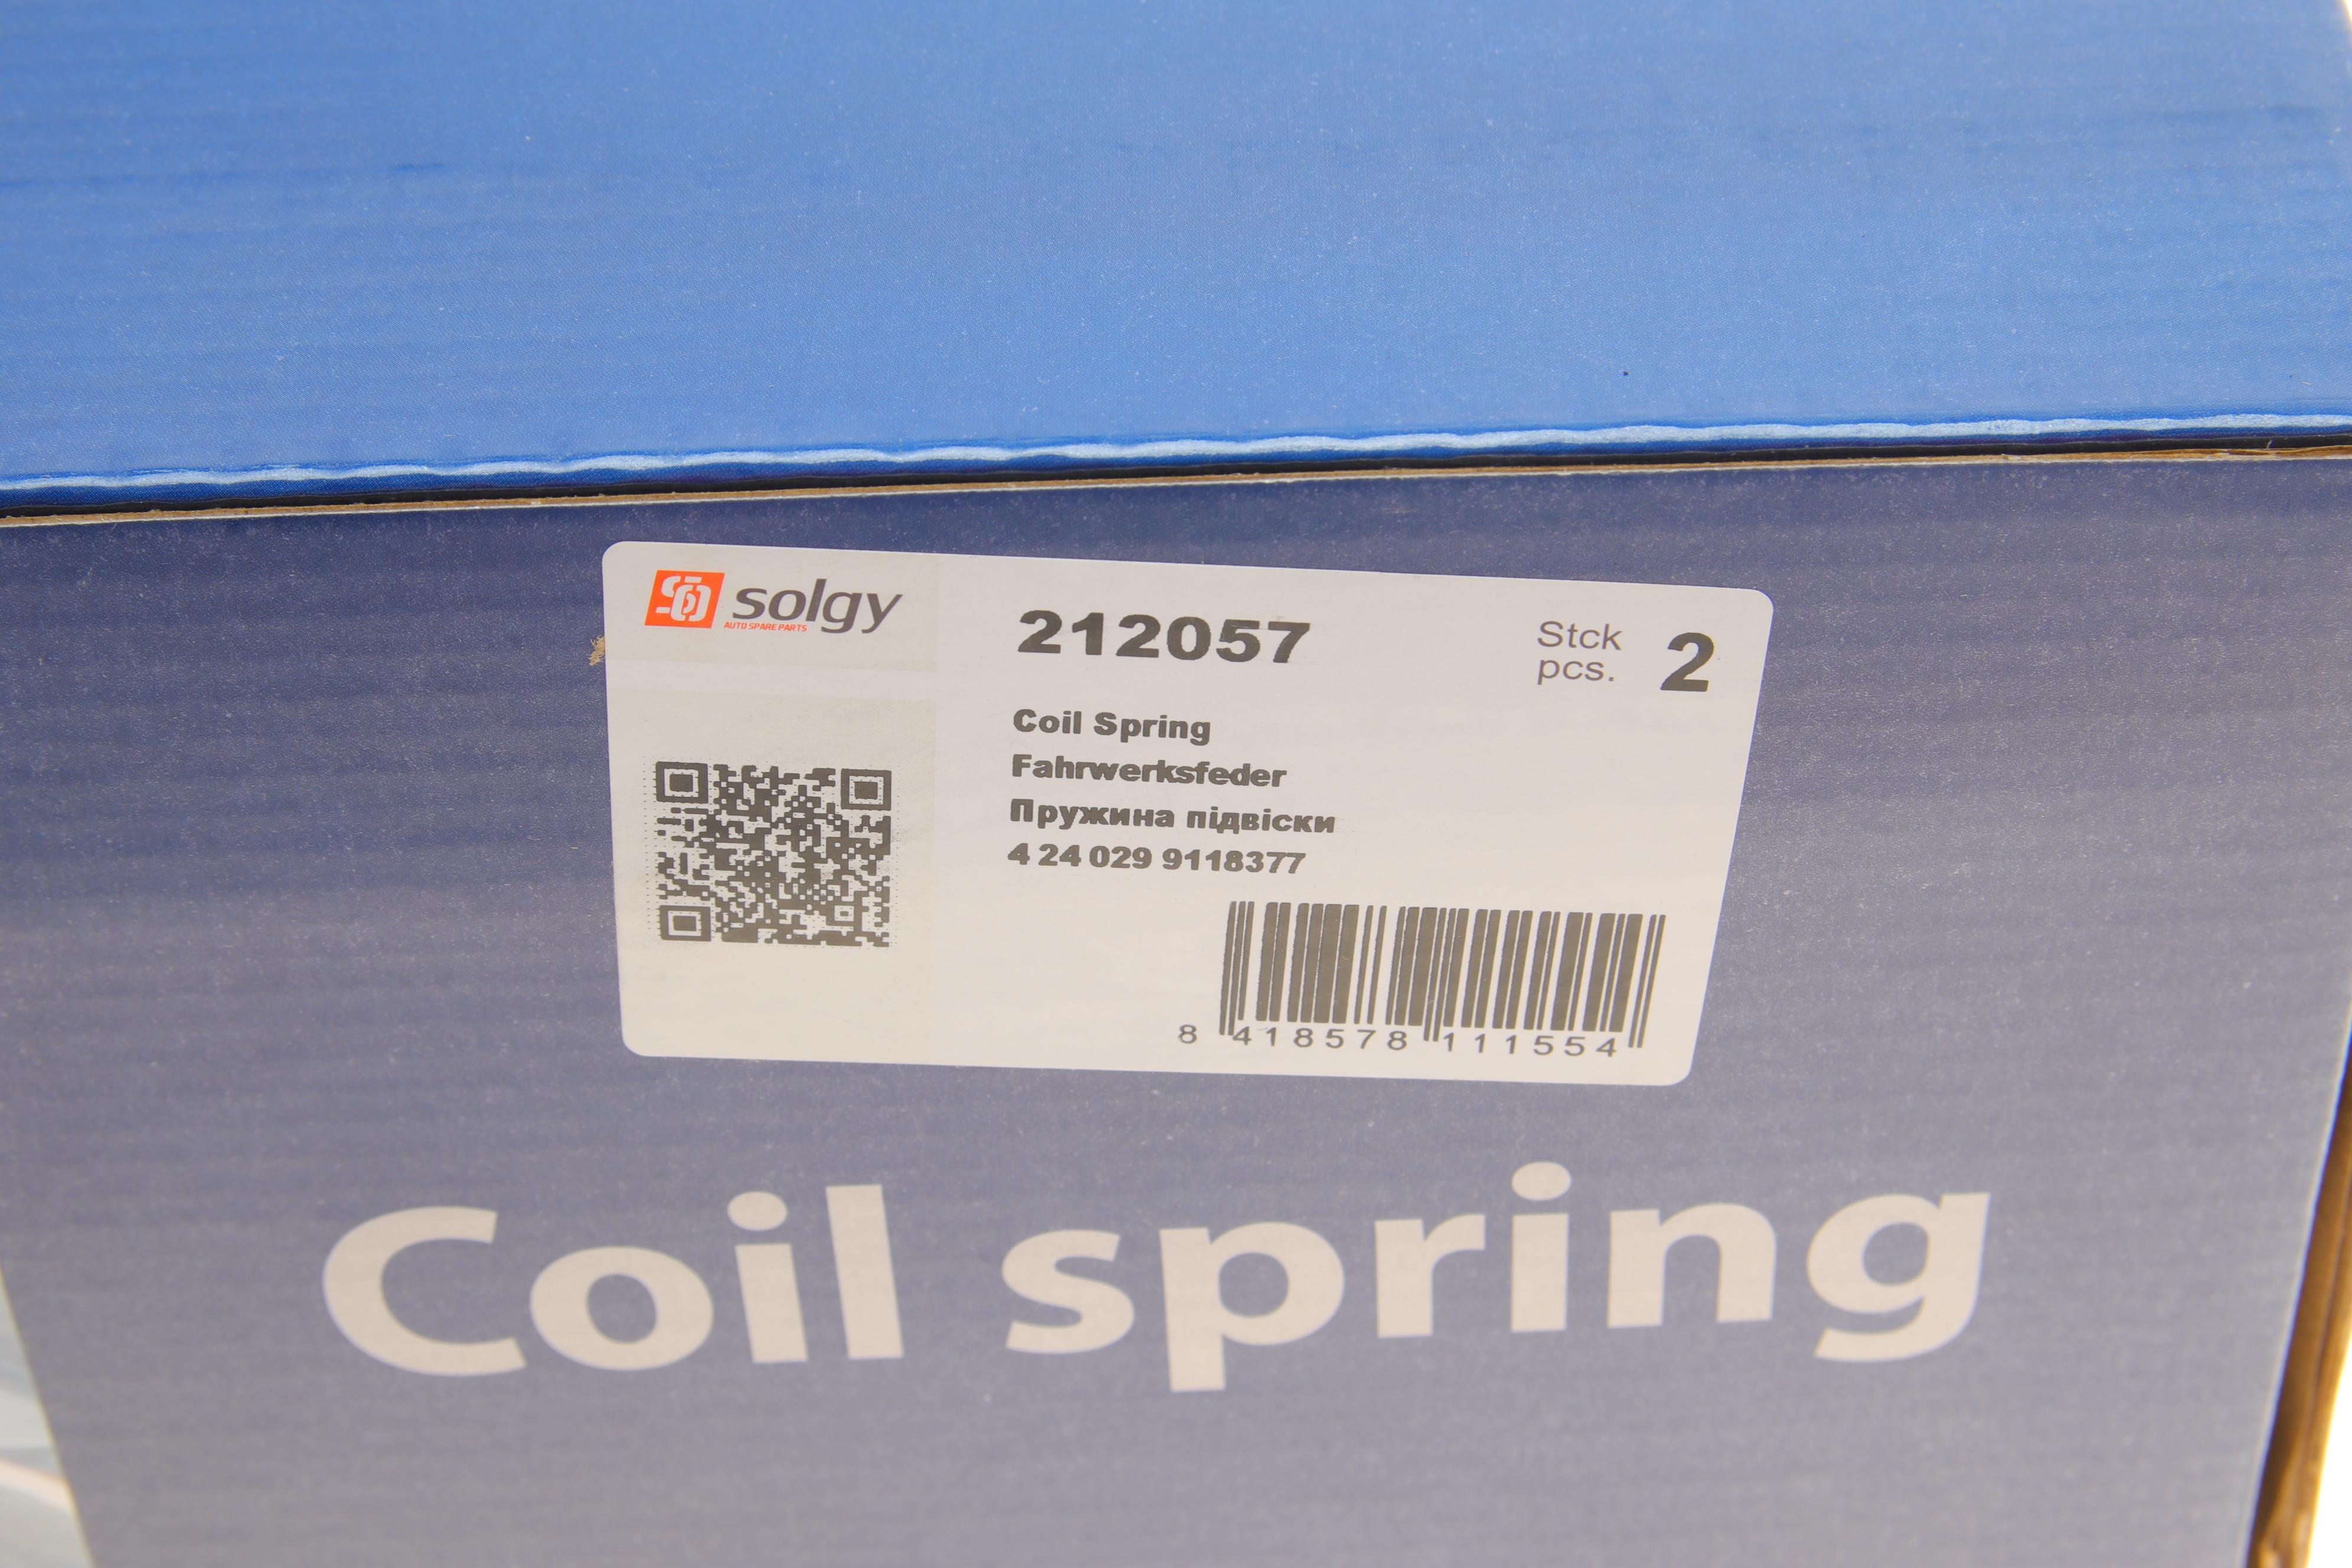 solgy
AUTO SPARE PARTS
212057
Stck
pcs.
2
Coil Spring
Fahrwerksfeder
Пружина підвіски
4 24 029 9118377
8 418578 111554
Coil spring